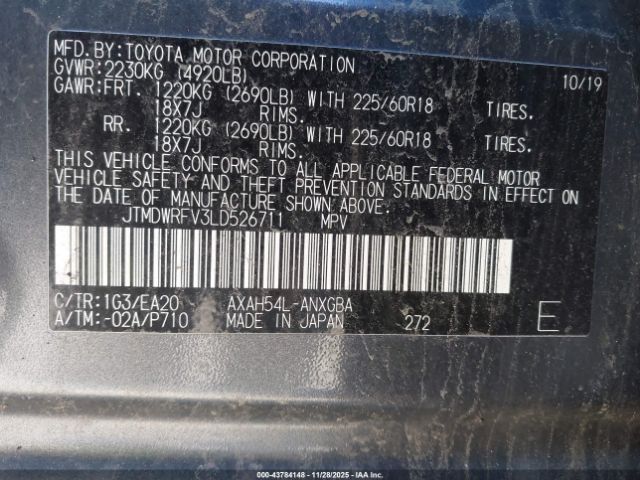 MFD. BY: TOYOTA MOTOR CORPORATION 10/19
GVWR: 2230KG (4920LB)
GAWR: FRT. 1220KG (2690LB) WITH 225/60R18 TIRES.
18X7J RIMS.
RR. 1220KG (2690LB) WITH 225/60R18 TIRES.
18X7J RIMS.
THIS VEHICLE CONFORMS TO ALL APPLICABLE FEDERAL MOTOR
VEHICLE SAFETY AND THEFT PREVENTION STANDARDS IN EFFECT ON
THE DATE OF MANUFACTURE SHOWN ABOVE.
JTMDWRFV3LD526711 MPV
C/TR: 1G3/EA20 AXAH54L-ANXGBA
A/TM: -02A/P710 MADE IN JAPAN 272 E
000-43784148 - 11/28/2025 - IAAI